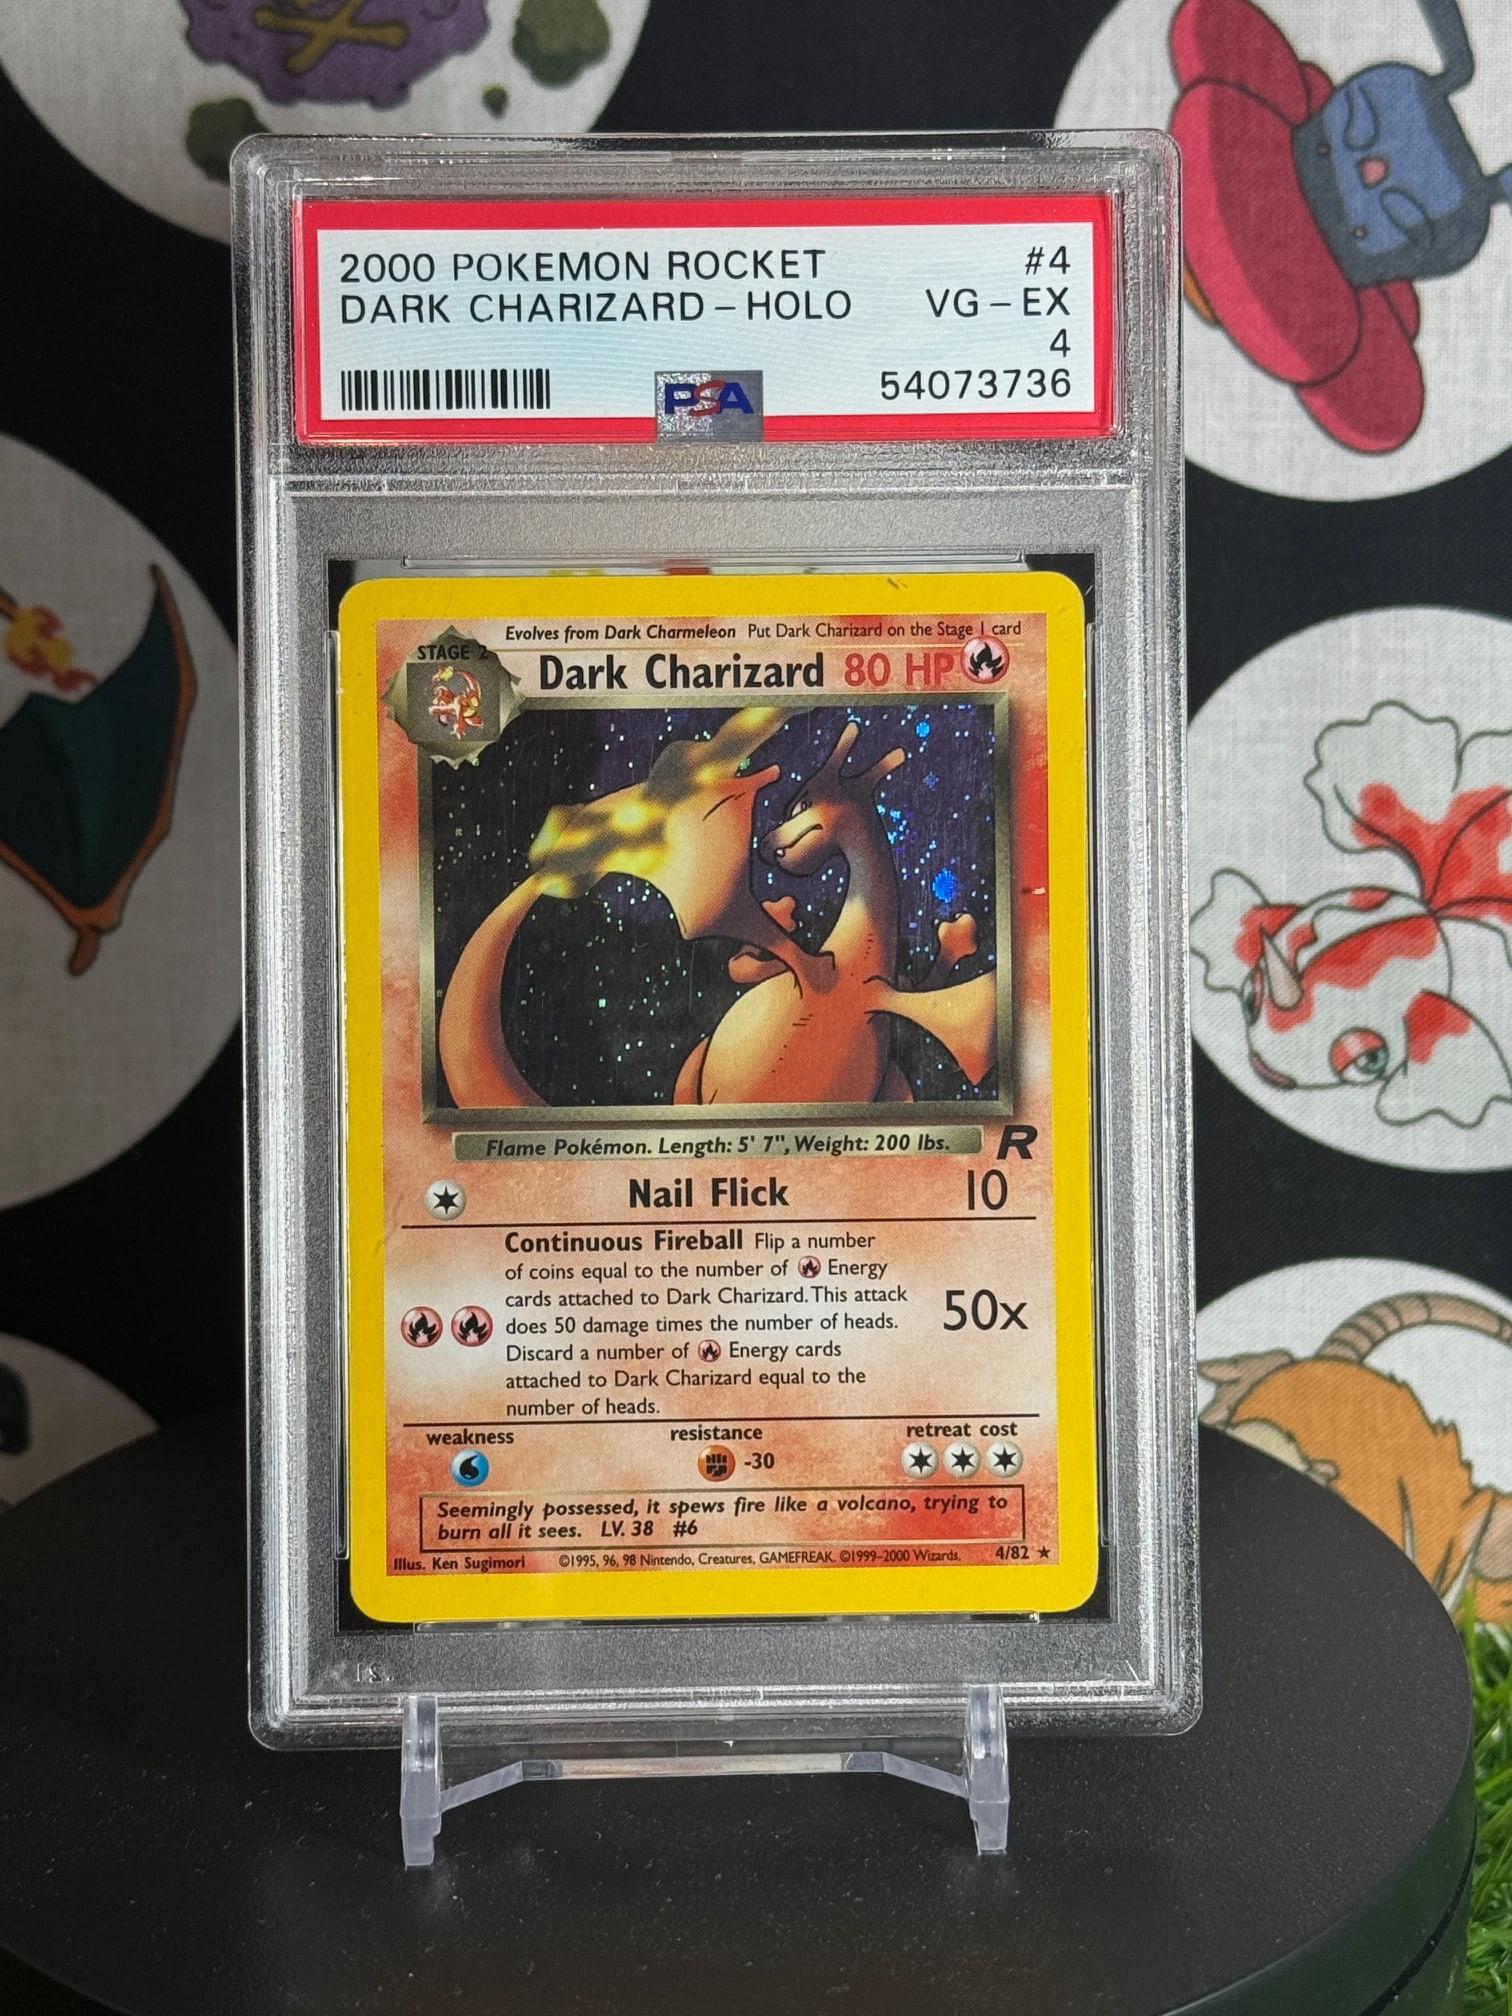 2000 POKEMON ROCKET #4
DARK CHARIZARD - HOLO VG - EX
4
54073736
PSA
Evolves from Dark Charmeleon Put Dark Charizard on the Stage 1 card
STAGE 2
Dark Charizard 80 HP
Flame Pokémon. Length: 5' 7", Weight: 200 lbs.
R
Nail Flick 10
Continuous Fireball Flip a number
of coins equal to the number of Energy
cards attached to Dark Charizard. This attack
does 50 damage times the number of heads. 50x
Discard a number of Energy cards
attached to Dark Charizard equal to the
number of heads.
weakness resistance retreat cost
-30
Seemingly possessed, it spews fire like a volcano, trying to
burn all it sees. LV. 38 #6
Illus. Ken Sugimori ©1995, 96, 98 Nintendo, Creatures, GAMEFREAK. ©1999-2000 Wizards. 4/82 ★